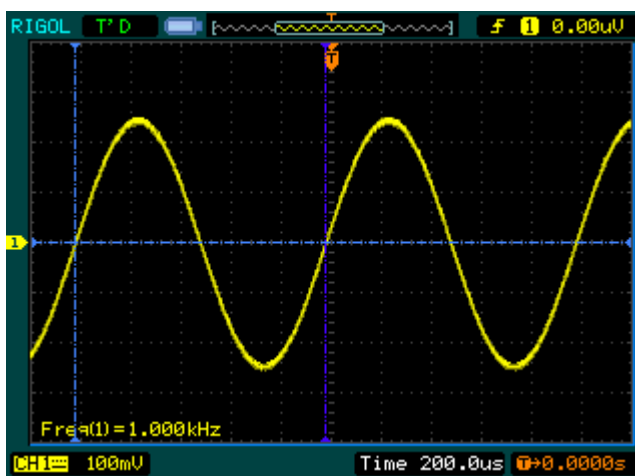 RIGOL T'D T f 1 0.00uV
T
1
Freq(1)=1.000kHz
CH1 100mV Time 200.0us T→0.0000s